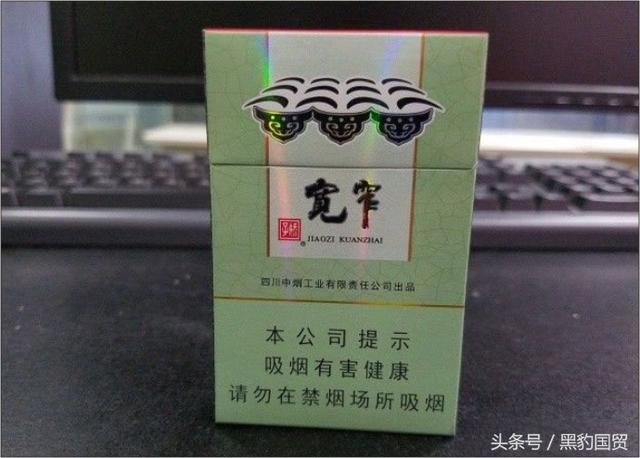 宽窄
娇子
JIAOZI KUANZHAI
四川中烟工业有限责任公司出品
本公司提示
吸烟有害健康
请勿在禁烟场所吸烟
头条号 / 黑豹国贸